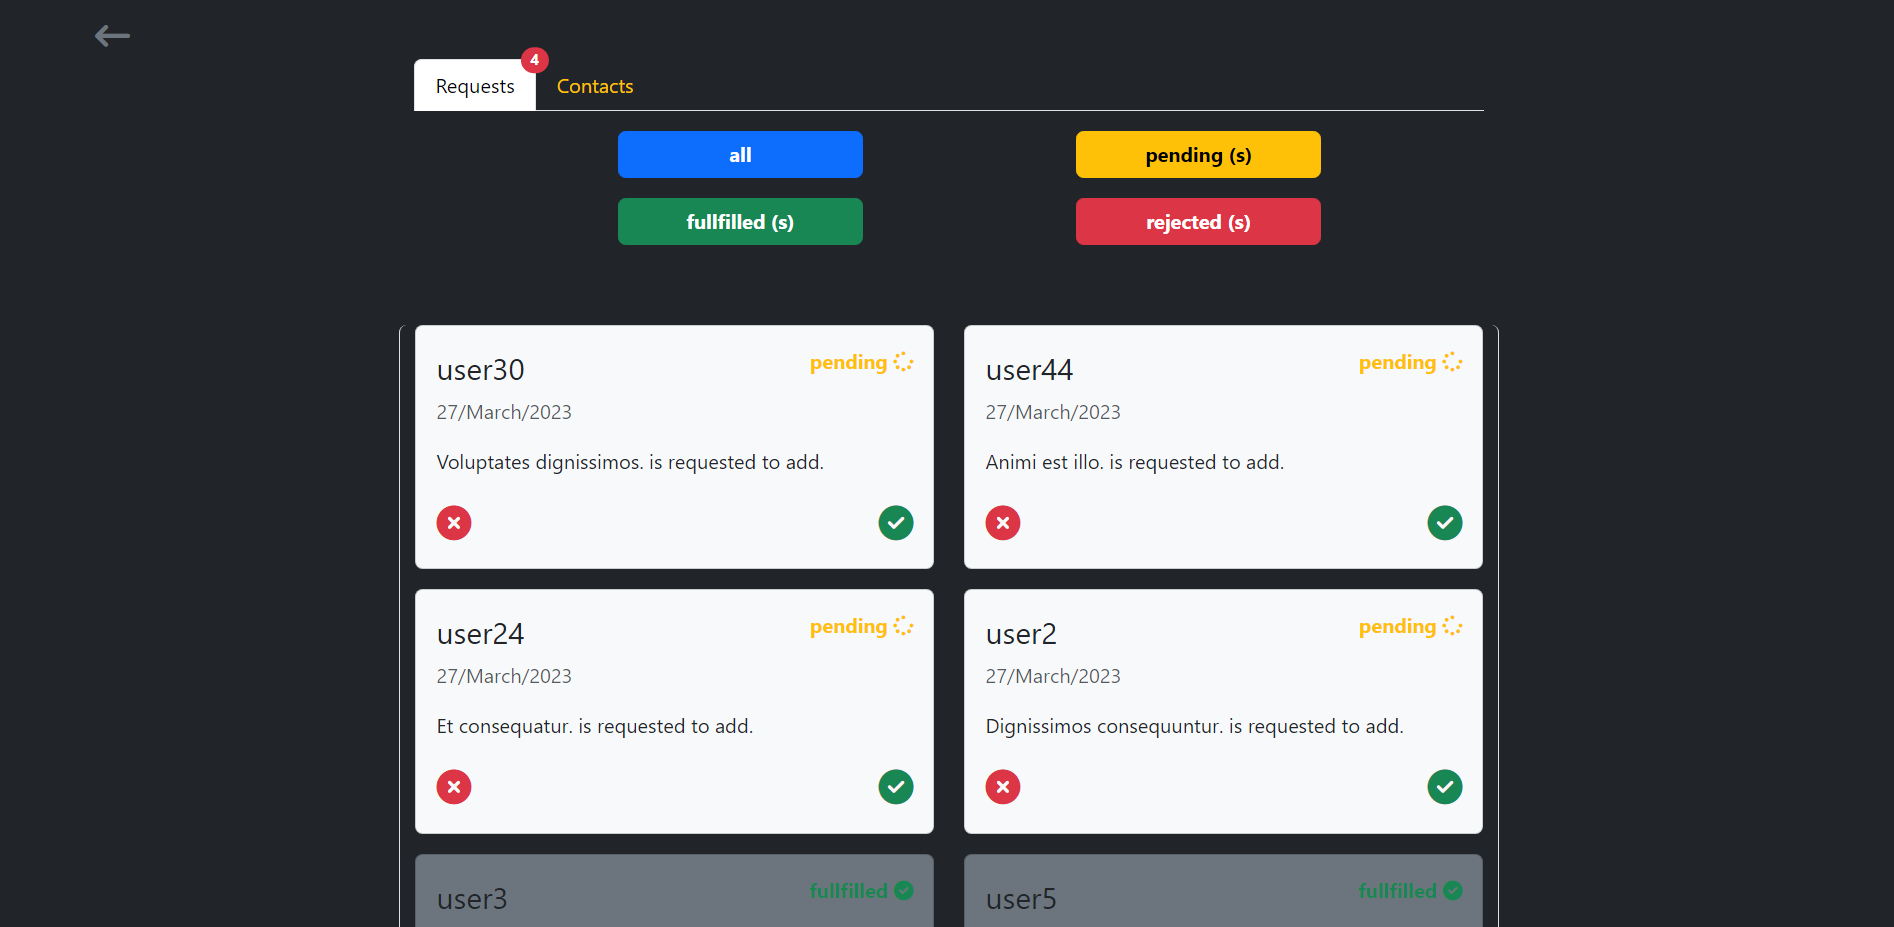 4
Requests Contacts
all pending (s)
fullfilled (s) rejected (s)
user30 pending
27/March/2023
Voluptates dignissimos. is requested to add.
user44 pending
27/March/2023
Animi est illo. is requested to add.
user24 pending
27/March/2023
Et consequatur. is requested to add.
user2 pending
27/March/2023
Dignissimos consequuntur. is requested to add.
user3 fullfilled
user5 fullfilled